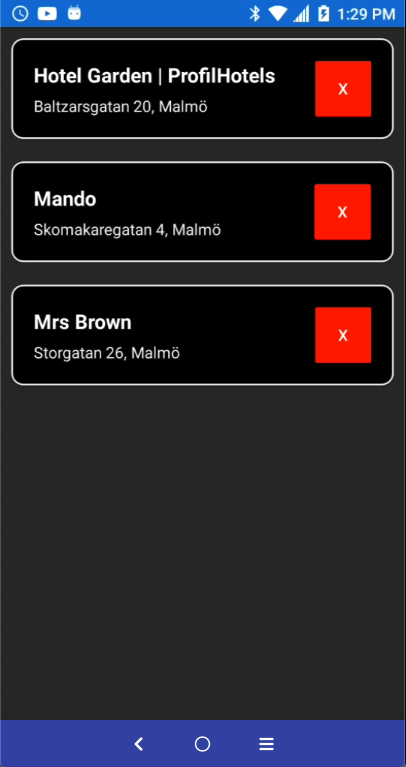 1:29 PM
Hotel Garden | ProfilHotels
Baltzarsgatan 20, Malmö
X
Mando
Skomakaregatan 4, Malmö
X
Mrs Brown
Storgatan 26, Malmö
X